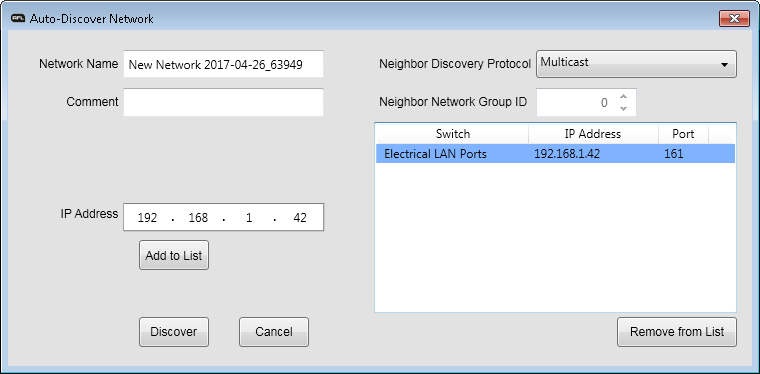 AFL Auto-Discover Network
Network Name New Network 2017-04-26_63949
Comment
IP Address 192 . 168 . 1 . 42
Add to List
Discover Cancel
Neighbor Discovery Protocol Multicast
Neighbor Network Group ID 0
Switch IP Address Port
Electrical LAN Ports 192.168.1.42 161
Remove from List